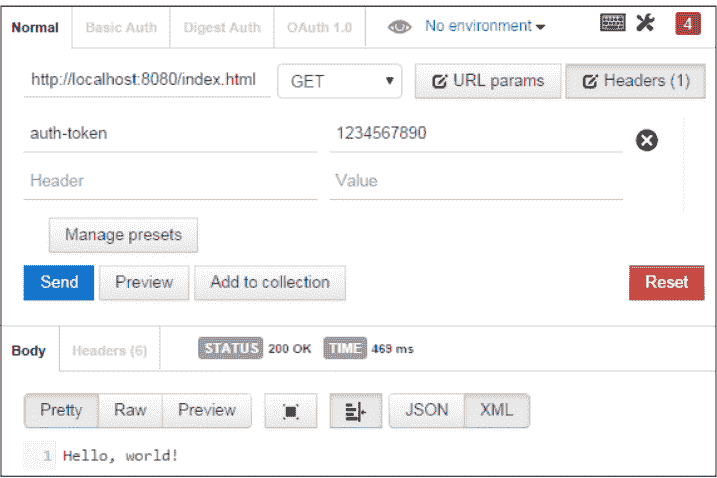 Normal Basic Auth Digest Auth OAuth 1.0 No environment 4
http://localhost:8080/index.html GET URL params Headers (1)
auth-token 1234567890
Header Value
Manage presets
Send Preview Add to collection Reset
Body Headers (6) STATUS 200 OK TIME 469 ms
Pretty Raw Preview JSON XML
1 Hello, world!